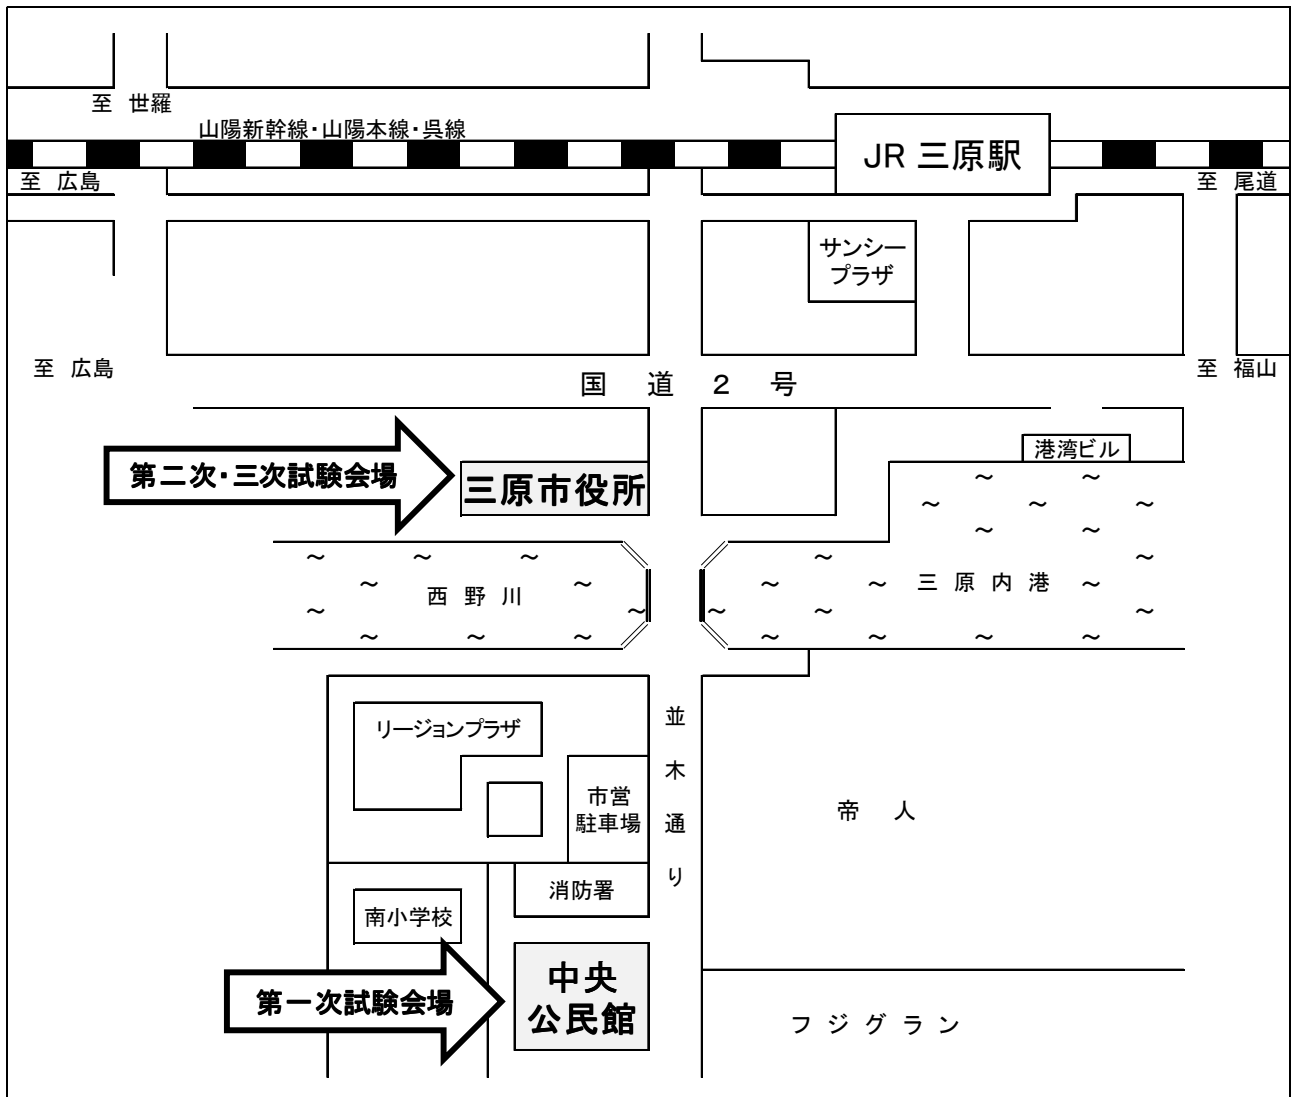 至 世羅
山陽新幹線・山陽本線・呉線
JR 三原駅
至 広島
至 尾道
サンシー
プラザ
至 広島
至 福山
国 道 ２ 号
港湾ビル
第二次・三次試験会場
三原市役所
～ ～
～ ～ ～
～ ～
～ ～ ～ ～ ～
西 野 川
三 原 内 港
～ ～ ～ ～ ～
～ ～ ～ ～ ～
～ ～ ～ ～ ～ ～ ～
並木通り
リージョンプラザ
市営
駐車場
帝 人
消防署
南小学校
中央
公民館
第一次試験会場
フ ジ グ ラ ン